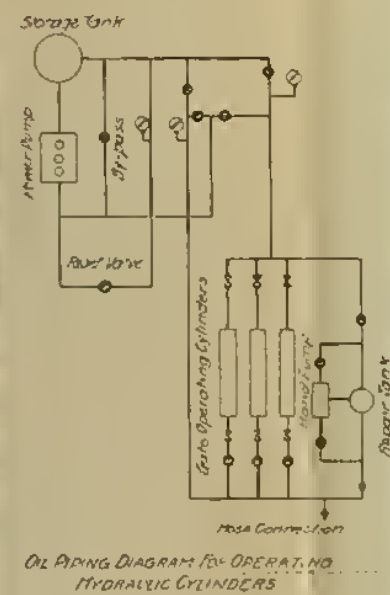 Storage Tank
Power Pump
By-pass
Relief Valve
Gate Operating Cylinders
Hand Pump
Repair Tank
Hose Connection
OIL PIPING DIAGRAM FOR OPERATING
HYDRAULIC CYLINDERS